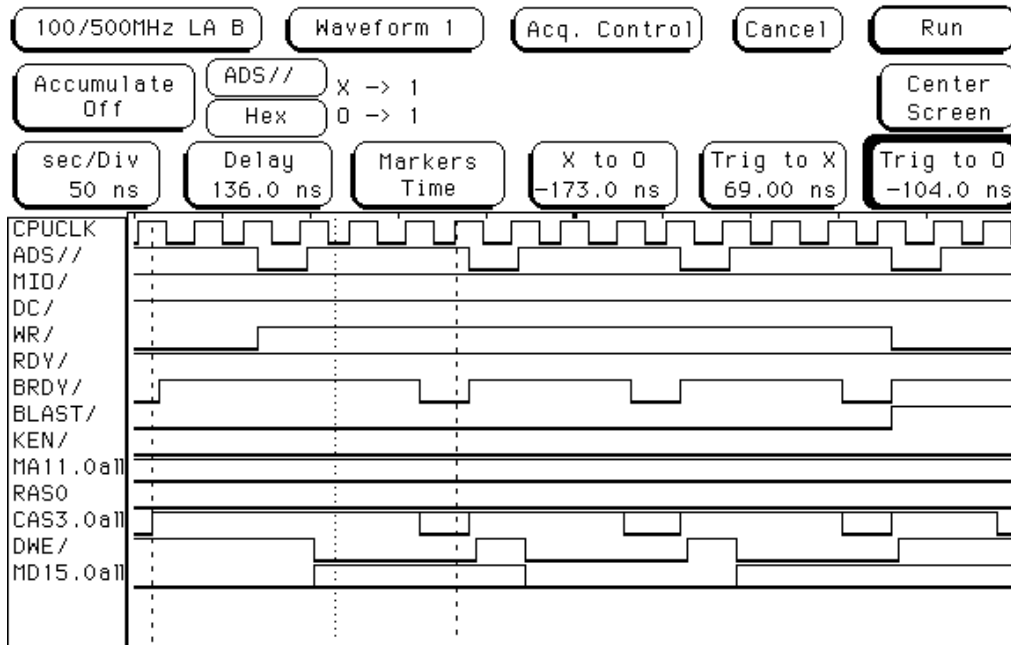 100/500MHz LA B Waveform 1 Acq. Control Cancel Run
Accumulate Off ADS// X -> 1 Center Screen
Hex O -> 1
sec/Div Delay Markers X to O Trig to X Trig to O
50 ns 136.0 ns Time -173.0 ns 69.00 ns -104.0 ns
CPUCLK
ADS//
MIO/
DC/
WR/
RDY/
BRDY/
BLAST/
KEN/
MA11.0all
RAS0
CAS3.0all
DWE/
MD15.0all